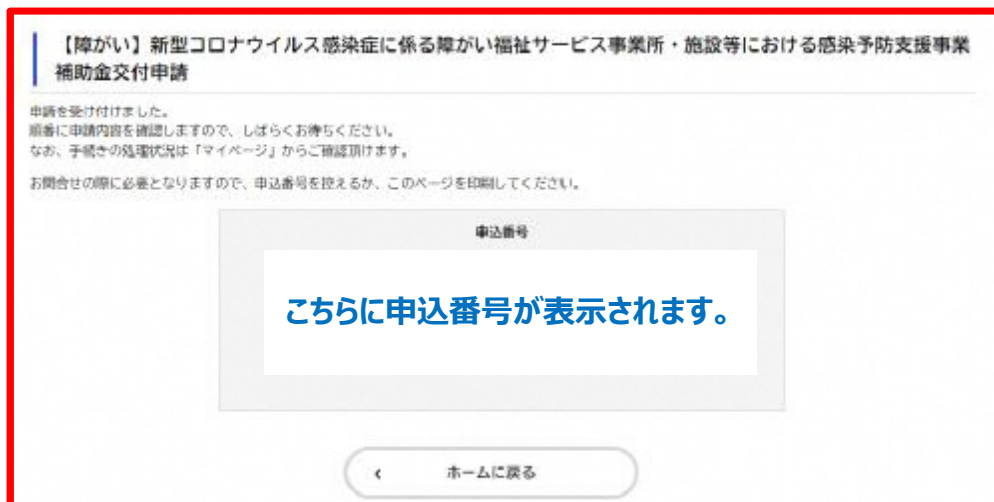 【障がい】新型コロナウイルス感染症に係る障がい福祉サービス事業所・施設等における感染予防支援事業
補助金交付申請
申請を受け付けました。
順番に申請内容を確認しますので、しばらくお待ちください。
なお、手続きの処理状況は「マイページ」からご確認頂けます。
お問合せの際に必要となりますので、申込番号を控えるか、このページを印刷してください。
申込番号
こちらに申込番号が表示されます。
‹ ホームに戻る